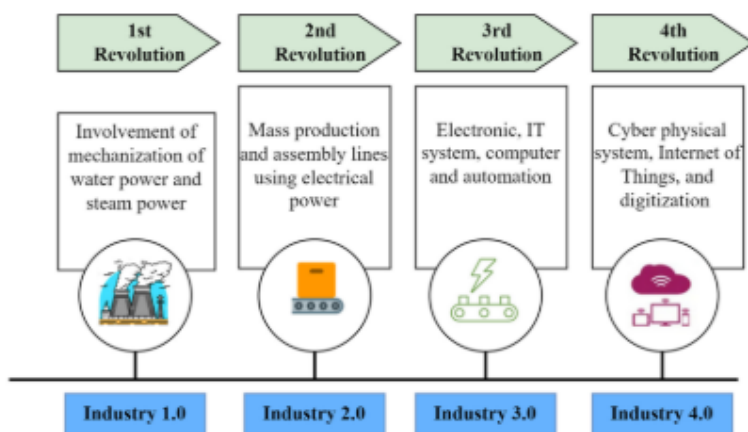 1st
Revolution
2nd
Revolution
3rd
Revolution
4th
Revolution
Involvement of
mechanization of
water power and
steam power
Mass production
and assembly lines
using electrical
power
Electronic, IT
system, computer
and automation
Cyber physical
system, Internet of
Things, and
digitization
Industry 1.0
Industry 2.0
Industry 3.0
Industry 4.0